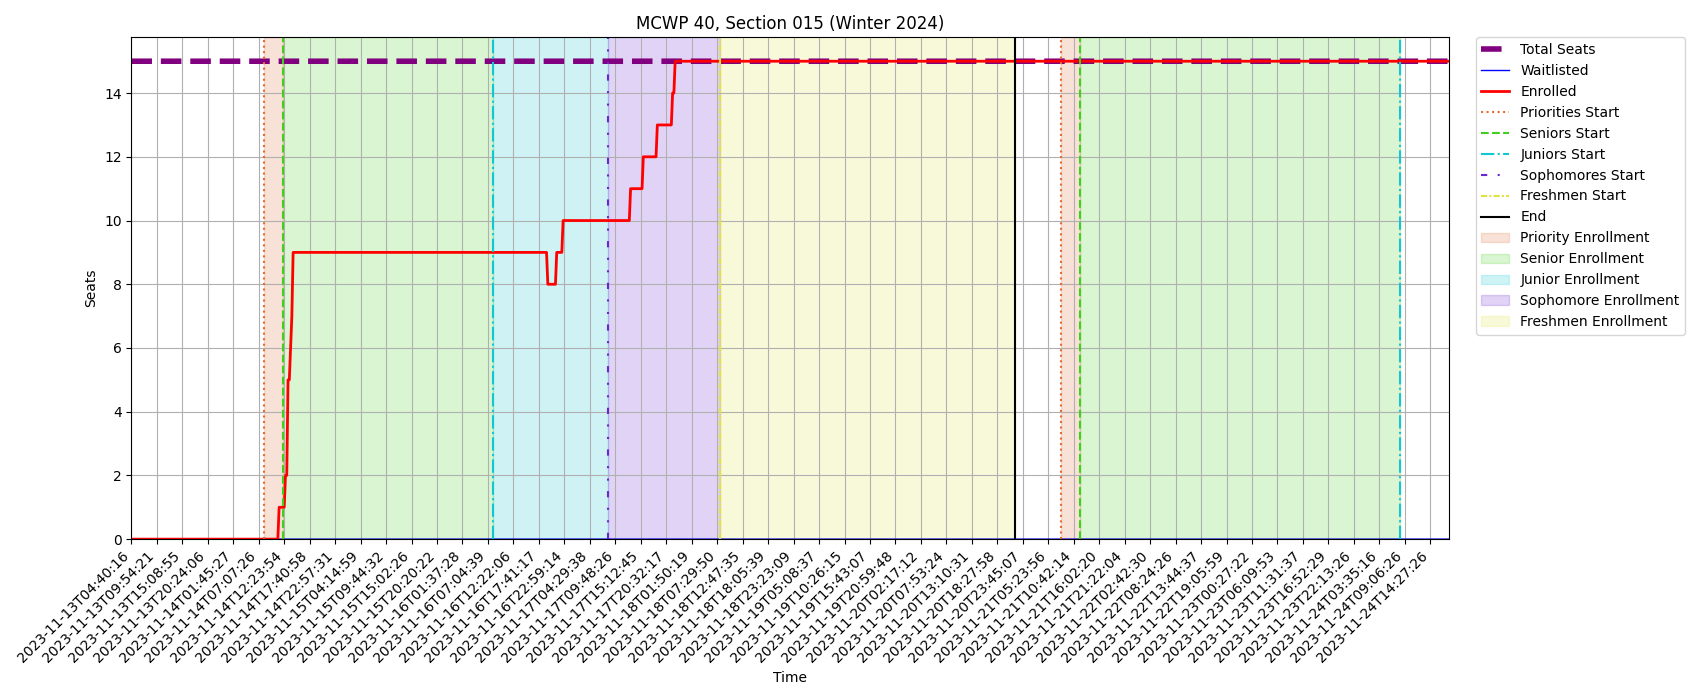 MCWP 40, Section 015 (Winter 2024)
Seats
14
12
10
8
6
4
2
0
2023-11-13T04:40:16
2023-11-13T09:54:21
2023-11-13T15:08:55
2023-11-13T20:24:06
2023-11-14T01:45:27
2023-11-14T07:07:26
2023-11-14T12:23:54
2023-11-14T17:40:58
2023-11-14T22:57:31
2023-11-15T04:14:59
2023-11-15T09:44:32
2023-11-15T15:02:26
2023-11-15T20:20:22
2023-11-16T01:37:28
2023-11-16T07:04:39
2023-11-16T12:22:06
2023-11-16T17:41:17
2023-11-16T22:59:14
2023-11-17T04:29:38
2023-11-17T09:48:26
2023-11-17T15:12:45
2023-11-17T20:32:17
2023-11-18T01:50:19
2023-11-18T07:29:50
2023-11-18T12:47:35
2023-11-18T18:05:39
2023-11-18T23:23:09
2023-11-19T05:08:37
2023-11-19T10:26:15
2023-11-19T15:43:07
2023-11-19T20:59:48
2023-11-20T02:17:12
2023-11-20T07:53:24
2023-11-20T13:10:31
2023-11-20T18:27:58
2023-11-20T23:45:07
2023-11-21T05:23:56
2023-11-21T10:42:14
2023-11-21T16:02:20
2023-11-21T21:22:04
2023-11-22T02:42:30
2023-11-22T08:24:26
2023-11-22T13:44:37
2023-11-22T19:05:59
2023-11-23T00:27:22
2023-11-23T06:09:53
2023-11-23T11:31:37
2023-11-23T16:52:29
2023-11-23T22:13:26
2023-11-24T03:35:16
2023-11-24T09:06:26
2023-11-24T14:27:26
Time
Total Seats
Waitlisted
Enrolled
Priorities Start
Seniors Start
Juniors Start
Sophomores Start
Freshmen Start
End
Priority Enrollment
Senior Enrollment
Junior Enrollment
Sophomore Enrollment
Freshmen Enrollment